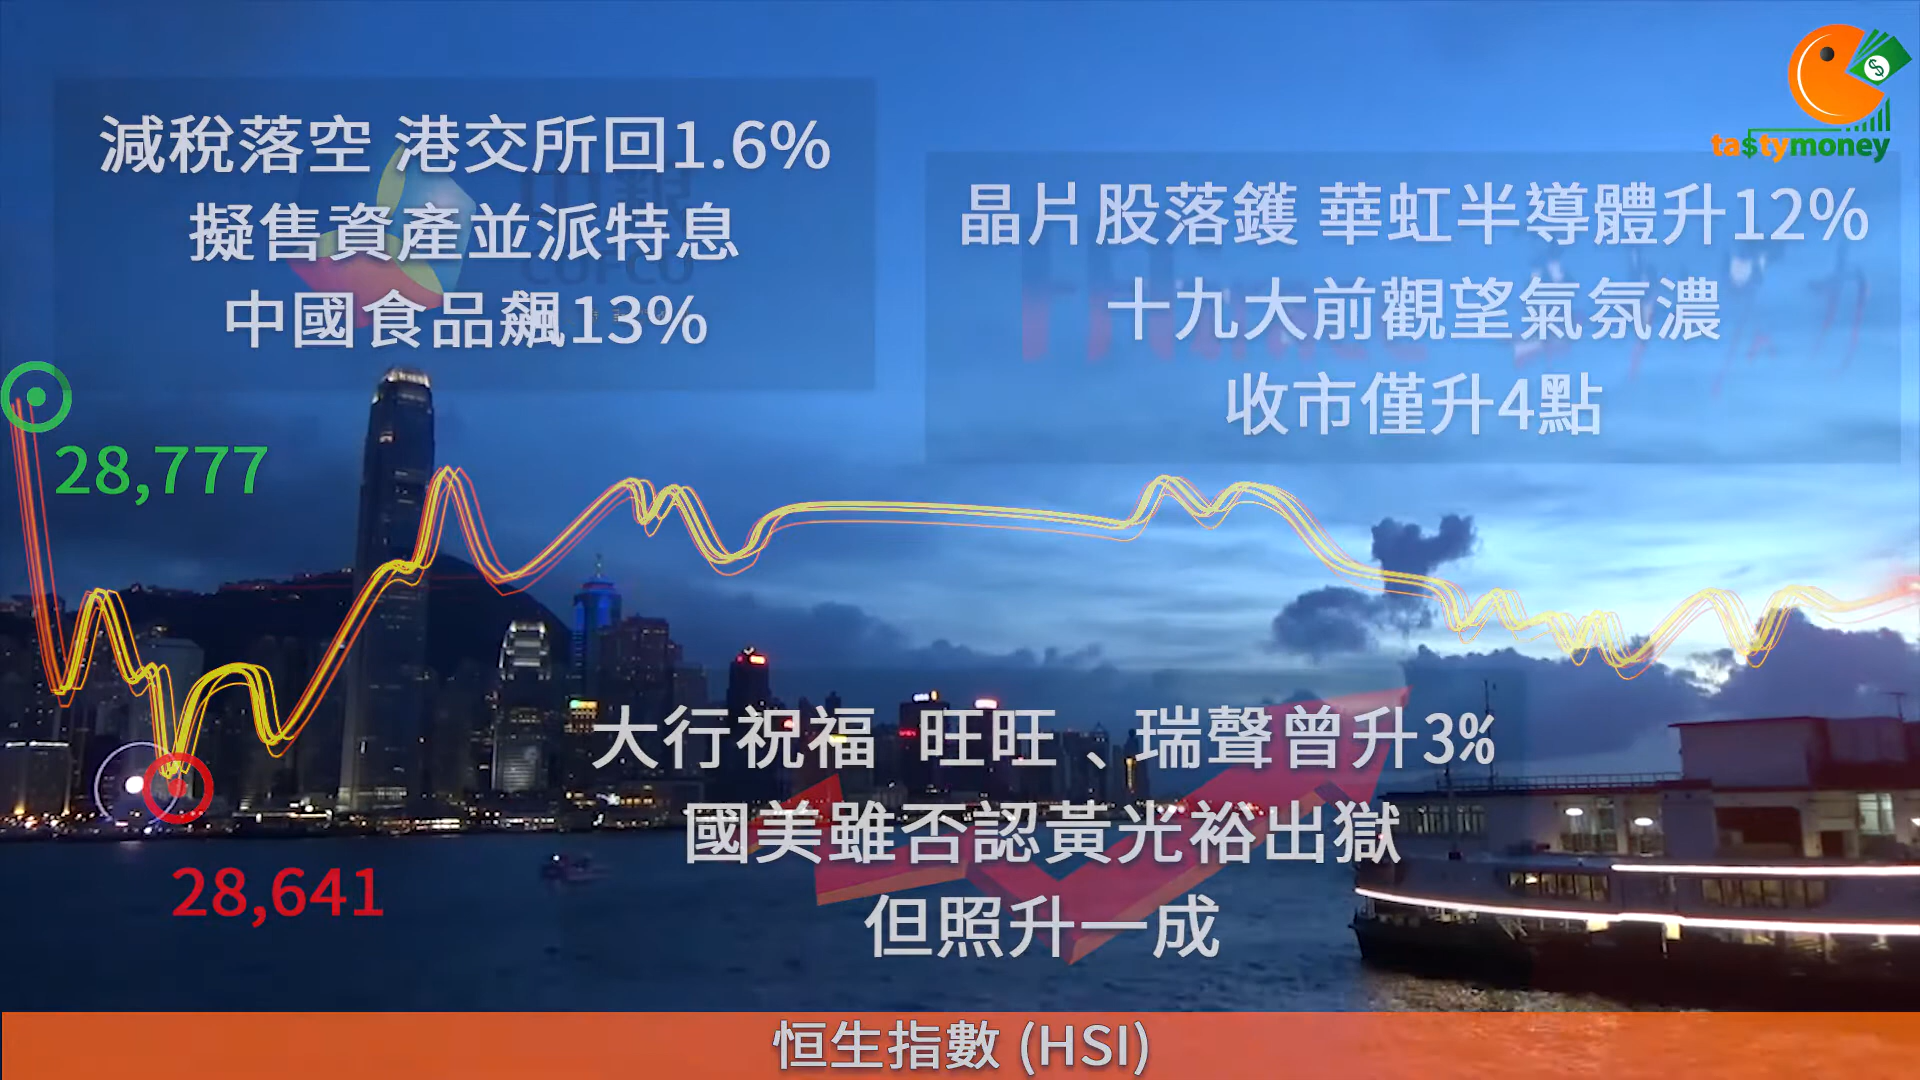 ta$tymoney
減稅落空 港交所回1.6%
擬售資產並派特息
中國食品飆13%
晶片股落鑊 華虹半導體升12%
十九大前觀望氣氛濃
收市僅升4點
28,777
28,641
大行祝福 旺旺、瑞聲曾升3%
國美雖否認黃光裕出獄
但照升一成
恒生指數 (HSI)